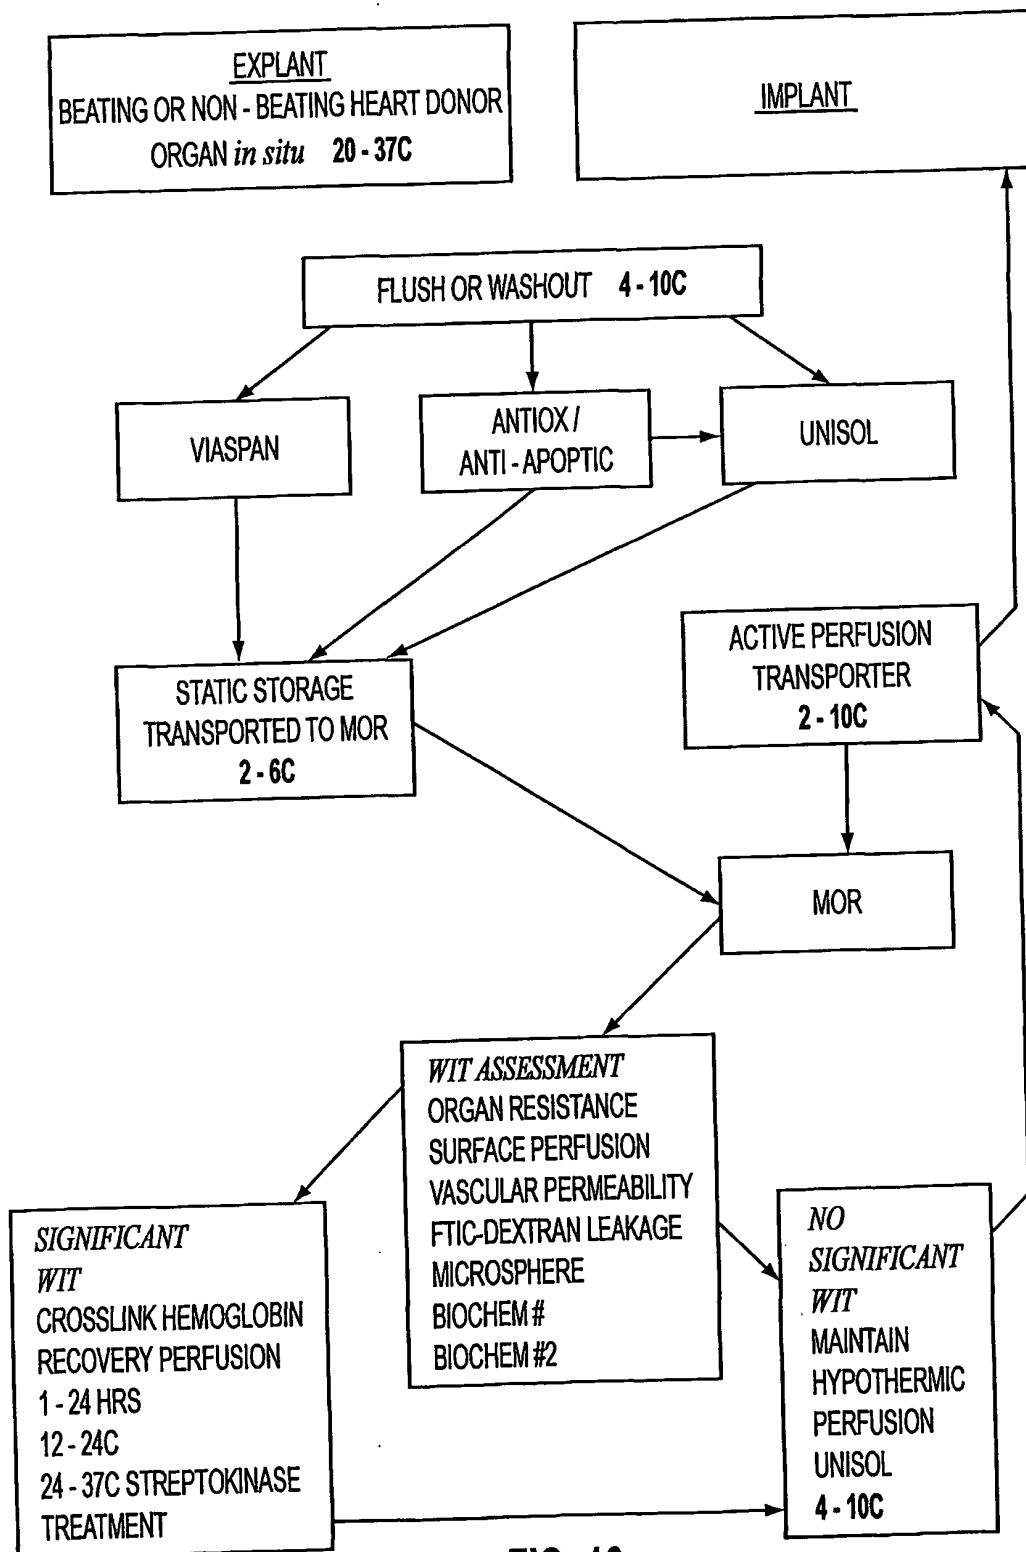 EXPLANT
BEATING OR NON - BEATING HEART DONOR
ORGAN in situ 20 - 37C
IMPLANT
FLUSH OR WASHOUT 4 - 10C
VIASPAN
ANTIOX /
ANTI - APOPTIC
UNISOL
STATIC STORAGE
TRANSPORTED TO MOR
2 - 6C
ACTIVE PERFUSION
TRANSPORTER
2 - 10C
MOR
WIT ASSESSMENT
ORGAN RESISTANCE
SURFACE PERFUSION
VASCULAR PERMEABILITY
FTIC-DEXTRAN LEAKAGE
MICROSPHERE
BIOCHEM #
BIOCHEM #2
SIGNIFICANT
WIT
CROSSLINK HEMOGLOBIN
RECOVERY PERFUSION
1 - 24 HRS
12 - 24C
24 - 37C STREPTOKINASE
TREATMENT
NO
SIGNIFICANT
WIT
MAINTAIN
HYPOTHERMIC
PERFUSION
UNISOL
4 - 10C